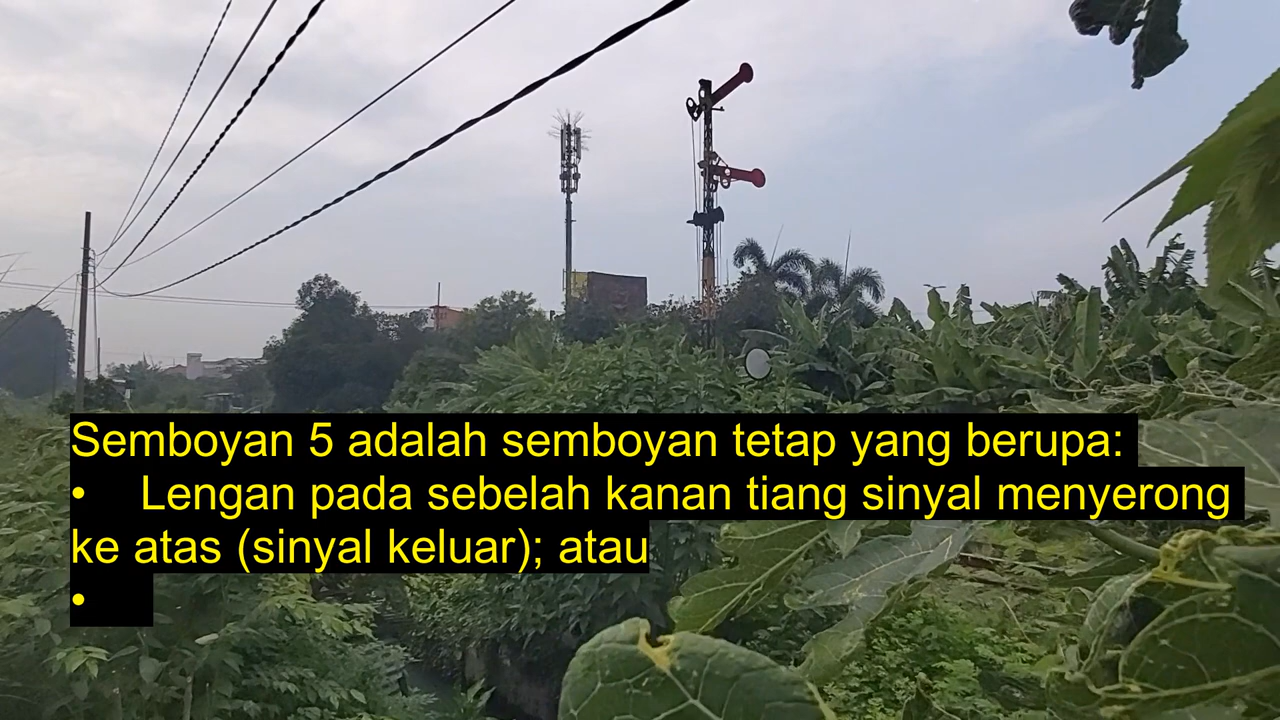 Semboyan 5 adalah semboyan tetap yang berupa:
• Lengan pada sebelah kanan tiang sinyal menyerong
ke atas (sinyal keluar); atau
•